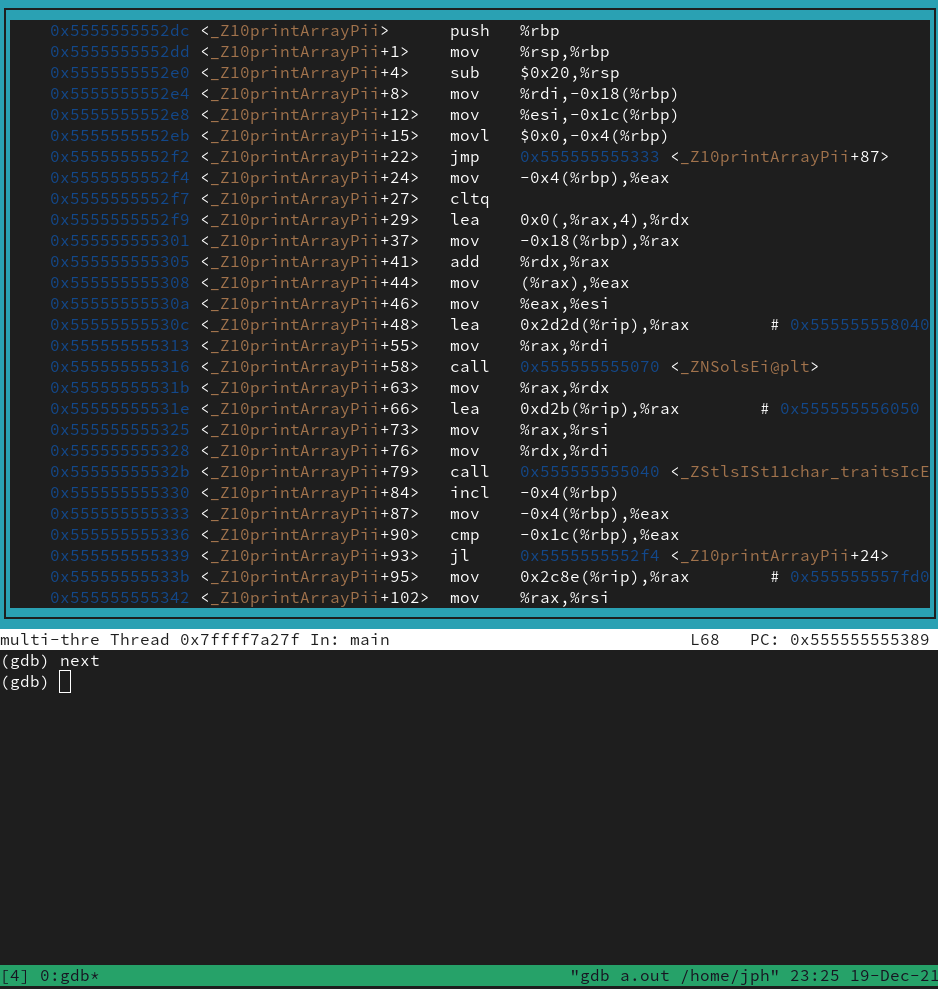 0x5555555552dc <_Z10printArrayPii> push %rbp
0x5555555552dd <_Z10printArrayPii+1> mov %rsp,%rbp
0x5555555552e0 <_Z10printArrayPii+4> sub $0x20,%rsp
0x5555555552e4 <_Z10printArrayPii+8> mov %rdi,-0x18(%rbp)
0x5555555552e8 <_Z10printArrayPii+12> mov %esi,-0x1c(%rbp)
0x5555555552eb <_Z10printArrayPii+15> movl $0x0,-0x4(%rbp)
0x5555555552f2 <_Z10printArrayPii+22> jmp 0x555555555333 <_Z10printArrayPii+87>
0x5555555552f4 <_Z10printArrayPii+24> mov -0x4(%rbp),%eax
0x5555555552f7 <_Z10printArrayPii+27> cltq
0x5555555552f9 <_Z10printArrayPii+29> lea 0x0(,%rax,4),%rdx
0x555555555301 <_Z10printArrayPii+37> mov -0x18(%rbp),%rax
0x555555555305 <_Z10printArrayPii+41> add %rdx,%rax
0x555555555308 <_Z10printArrayPii+44> mov (%rax),%eax
0x55555555530a <_Z10printArrayPii+46> mov %eax,%esi
0x55555555530c <_Z10printArrayPii+48> lea 0x2d2d(%rip),%rax # 0x555555558040
0x555555555313 <_Z10printArrayPii+55> mov %rax,%rdi
0x555555555316 <_Z10printArrayPii+58> call 0x555555555070 <_ZNSolsEi@plt>
0x55555555531b <_Z10printArrayPii+63> mov %rax,%rdx
0x55555555531e <_Z10printArrayPii+66> lea 0xd2b(%rip),%rax # 0x555555556050
0x555555555325 <_Z10printArrayPii+73> mov %rax,%rsi
0x555555555328 <_Z10printArrayPii+76> mov %rdx,%rdi
0x55555555532b <_Z10printArrayPii+79> call 0x555555555040 <_ZStlsISt11char_traitsIcE
0x555555555330 <_Z10printArrayPii+84> incl -0x4(%rbp)
0x555555555333 <_Z10printArrayPii+87> mov -0x4(%rbp),%eax
0x555555555336 <_Z10printArrayPii+90> cmp -0x1c(%rbp),%eax
0x555555555339 <_Z10printArrayPii+93> jl 0x5555555552f4 <_Z10printArrayPii+24>
0x55555555533b <_Z10printArrayPii+95> mov 0x2c8e(%rip),%rax # 0x555555557fd0
0x555555555342 <_Z10printArrayPii+102> mov %rax,%rsi
multi-thre Thread 0x7ffff7a27f In: main L68 PC: 0x555555555389
(gdb) next
(gdb)
[4] 0:gdb* "gdb a.out /home/jph" 23:25 19-Dec-21